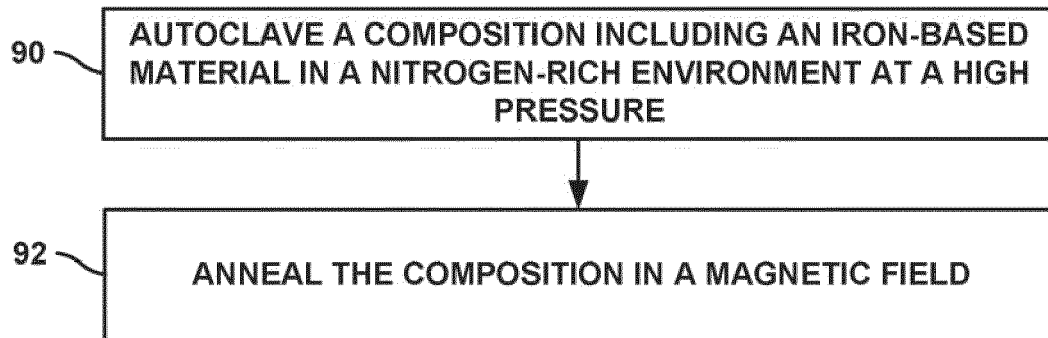 90
AUTOCLAVE A COMPOSITION INCLUDING AN IRON-BASED
MATERIAL IN A NITROGEN-RICH ENVIRONMENT AT A HIGH
PRESSURE
92
ANNEAL THE COMPOSITION IN A MAGNETIC FIELD